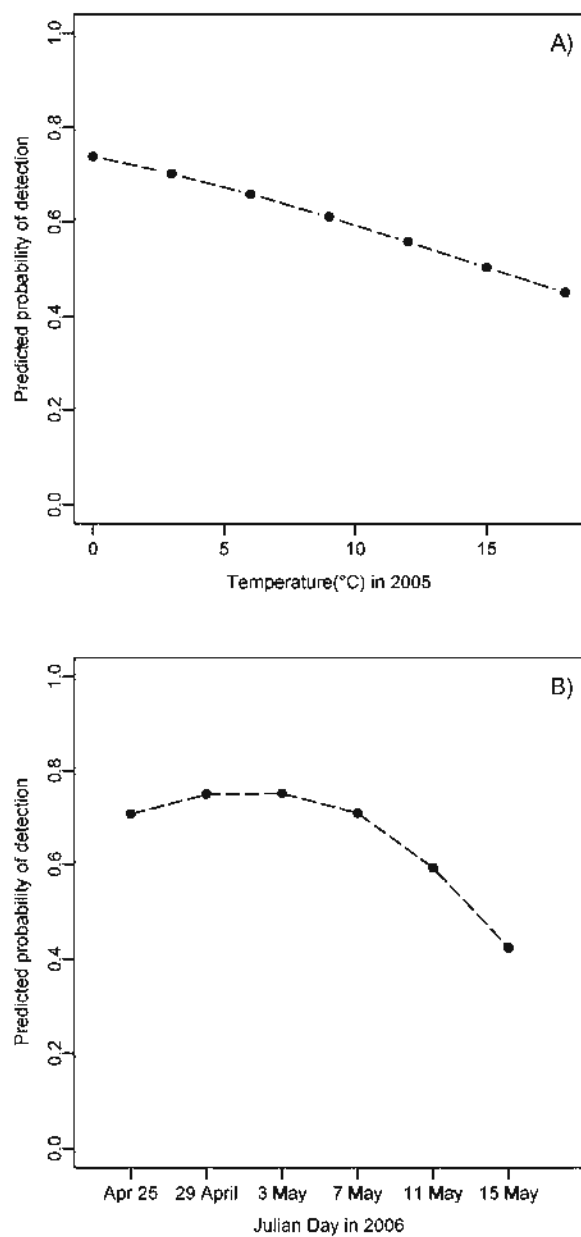 A)
Predicted probability of detection
1.0
0.8
0.6
0.4
0.2
0.0
0 5 10 15
Temperature(°C) in 2005
B)
Predicted probability of detection
1.0
0.8
0.6
0.4
0.2
0.0
Apr 25 29 April 3 May 7 May 11 May 15 May
Julian Day in 2006